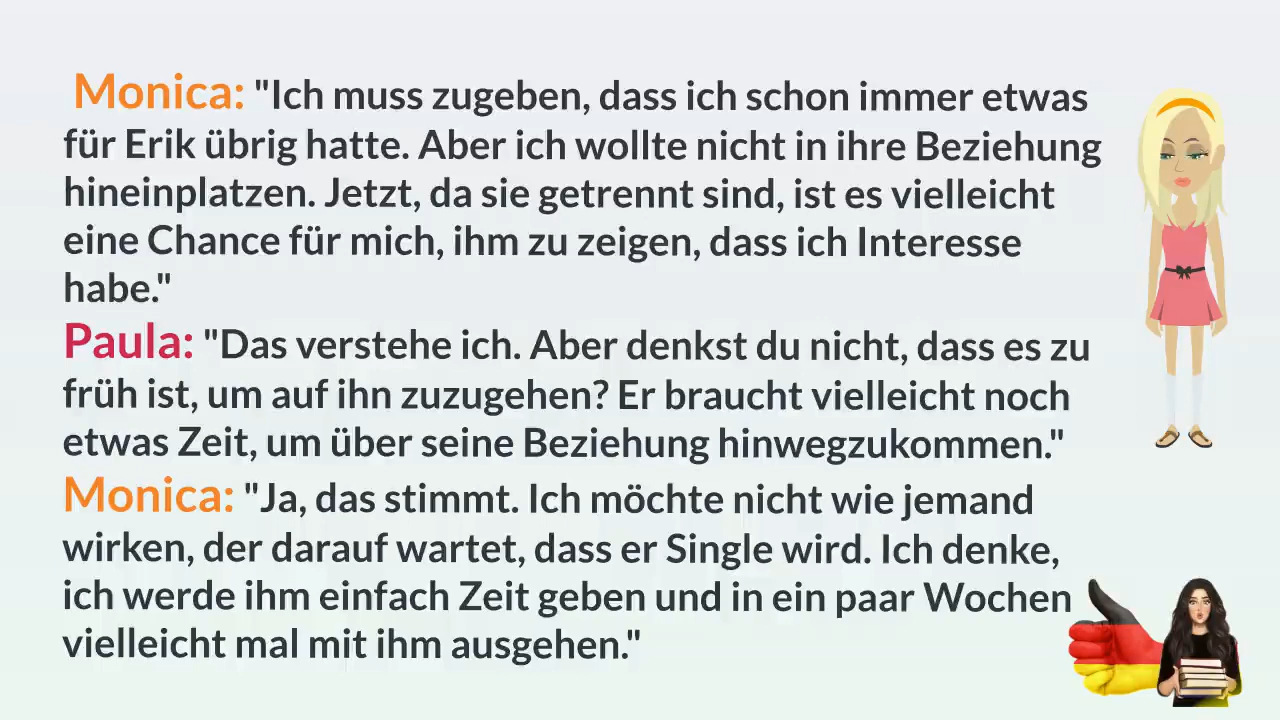 Monica: "Ich muss zugeben, dass ich schon immer etwas
für Erik übrig hatte. Aber ich wollte nicht in ihre Beziehung
hineinplatzen. Jetzt, da sie getrennt sind, ist es vielleicht
eine Chance für mich, ihm zu zeigen, dass ich Interesse
habe."
Paula: "Das verstehe ich. Aber denkst du nicht, dass es zu
früh ist, um auf ihn zuzugehen? Er braucht vielleicht noch
etwas Zeit, um über seine Beziehung hinwegzukommen."
Monica: "Ja, das stimmt. Ich möchte nicht wie jemand
wirken, der darauf wartet, dass er Single wird. Ich denke,
ich werde ihm einfach Zeit geben und in ein paar Wochen
vielleicht mal mit ihm ausgehen."